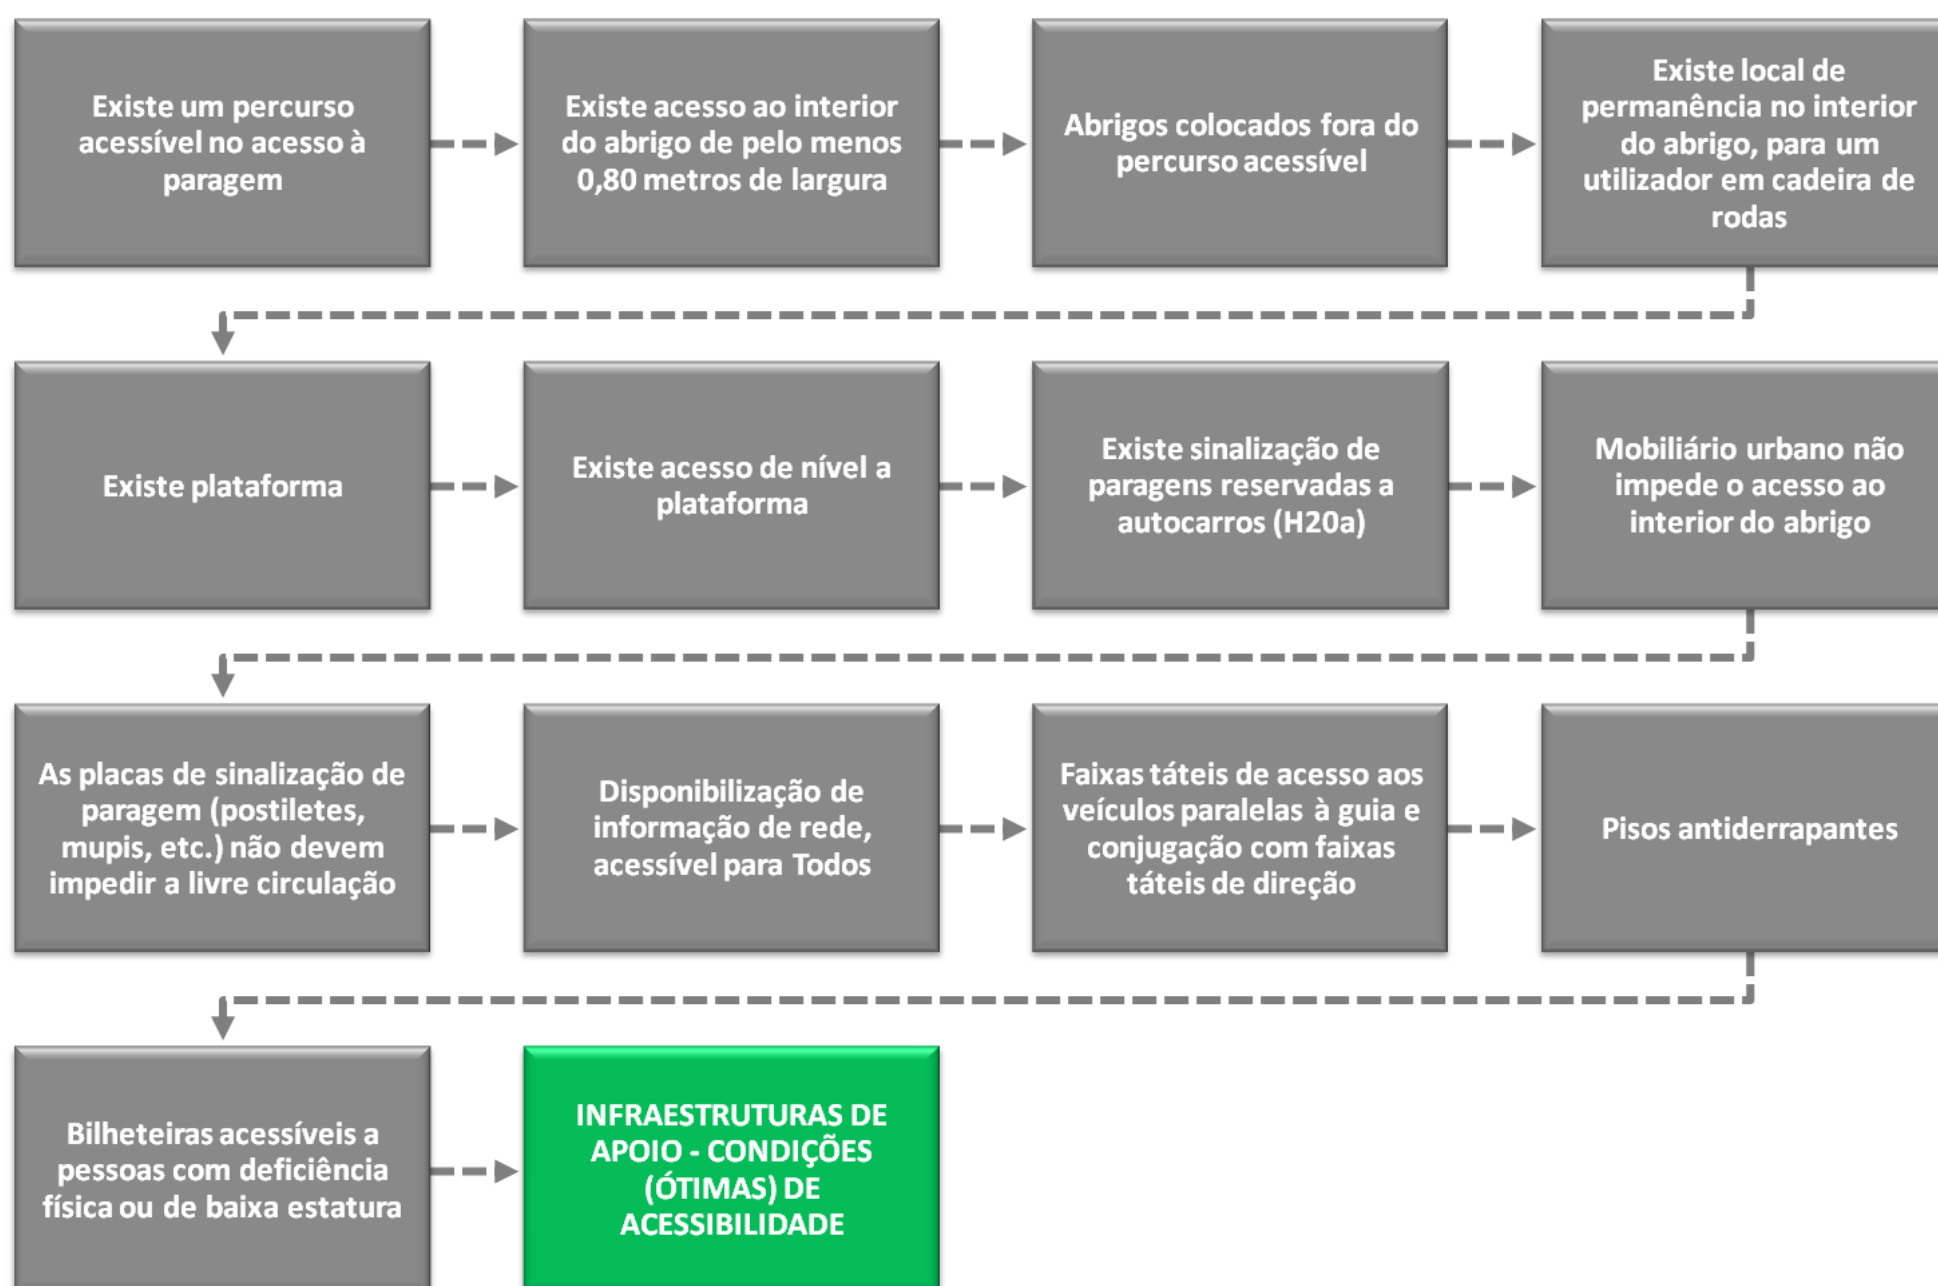 Existe um percurso
acessível no acesso à
paragem
Existe acesso ao interior
do abrigo de pelo menos
0,80 metros de largura
Abrigos colocados fora do
percurso acessível
Existe local de
permanência no interior
do abrigo, para um
utilizador em cadeira de
rodas
Existe plataforma
Existe acesso de nível a
plataforma
Existe sinalização de
paragens reservadas a
autocarros (H20a)
Mobiliário urbano não
impede o acesso ao
interior do abrigo
As placas de sinalização de
paragem (postiletes,
mupis, etc.) não devem
impedir a livre circulação
Disponibilização de
informação de rede,
acessível para Todos
Faixas táteis de acesso aos
veículos paralelas à guia e
conjugação com faixas
táteis de direção
Pisos antiderrapantes
Bilheteiras acessíveis a
pessoas com deficiência
física ou de baixa estatura
INFRAESTRUTURAS DE
APOIO - CONDIÇÕES
(ÓTIMAS) DE
ACESSIBILIDADE